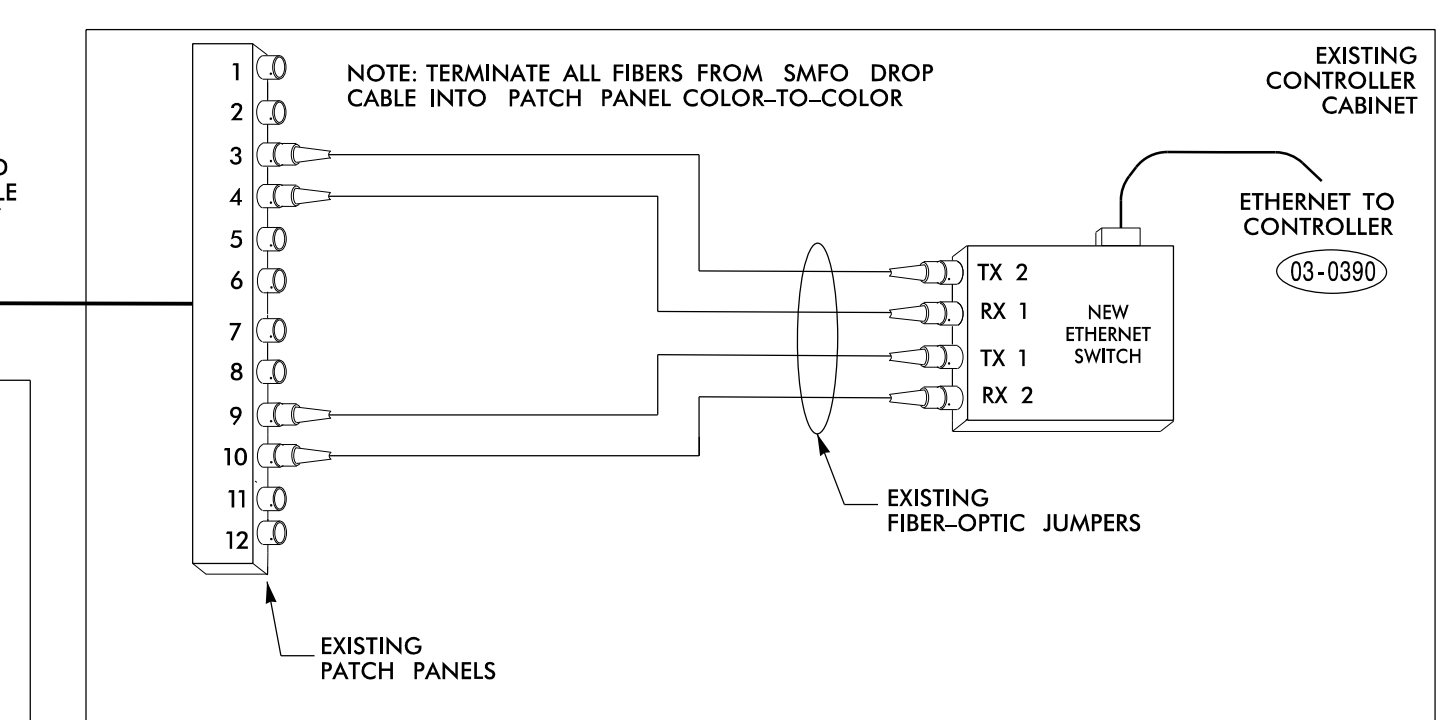 1
2
3
4
5
6
7
8
9
10
11
12
NOTE: TERMINATE ALL FIBERS FROM SMFO DROP
CABLE INTO PATCH PANEL COLOR–TO–COLOR
EXISTING
CONTROLLER
CABINET
ETHERNET TO
CONTROLLER
03-0390
TX 2
RX 1
TX 1
RX 2
NEW
ETHERNET
SWITCH
EXISTING
FIBER–OPTIC JUMPERS
EXISTING
PATCH PANELS